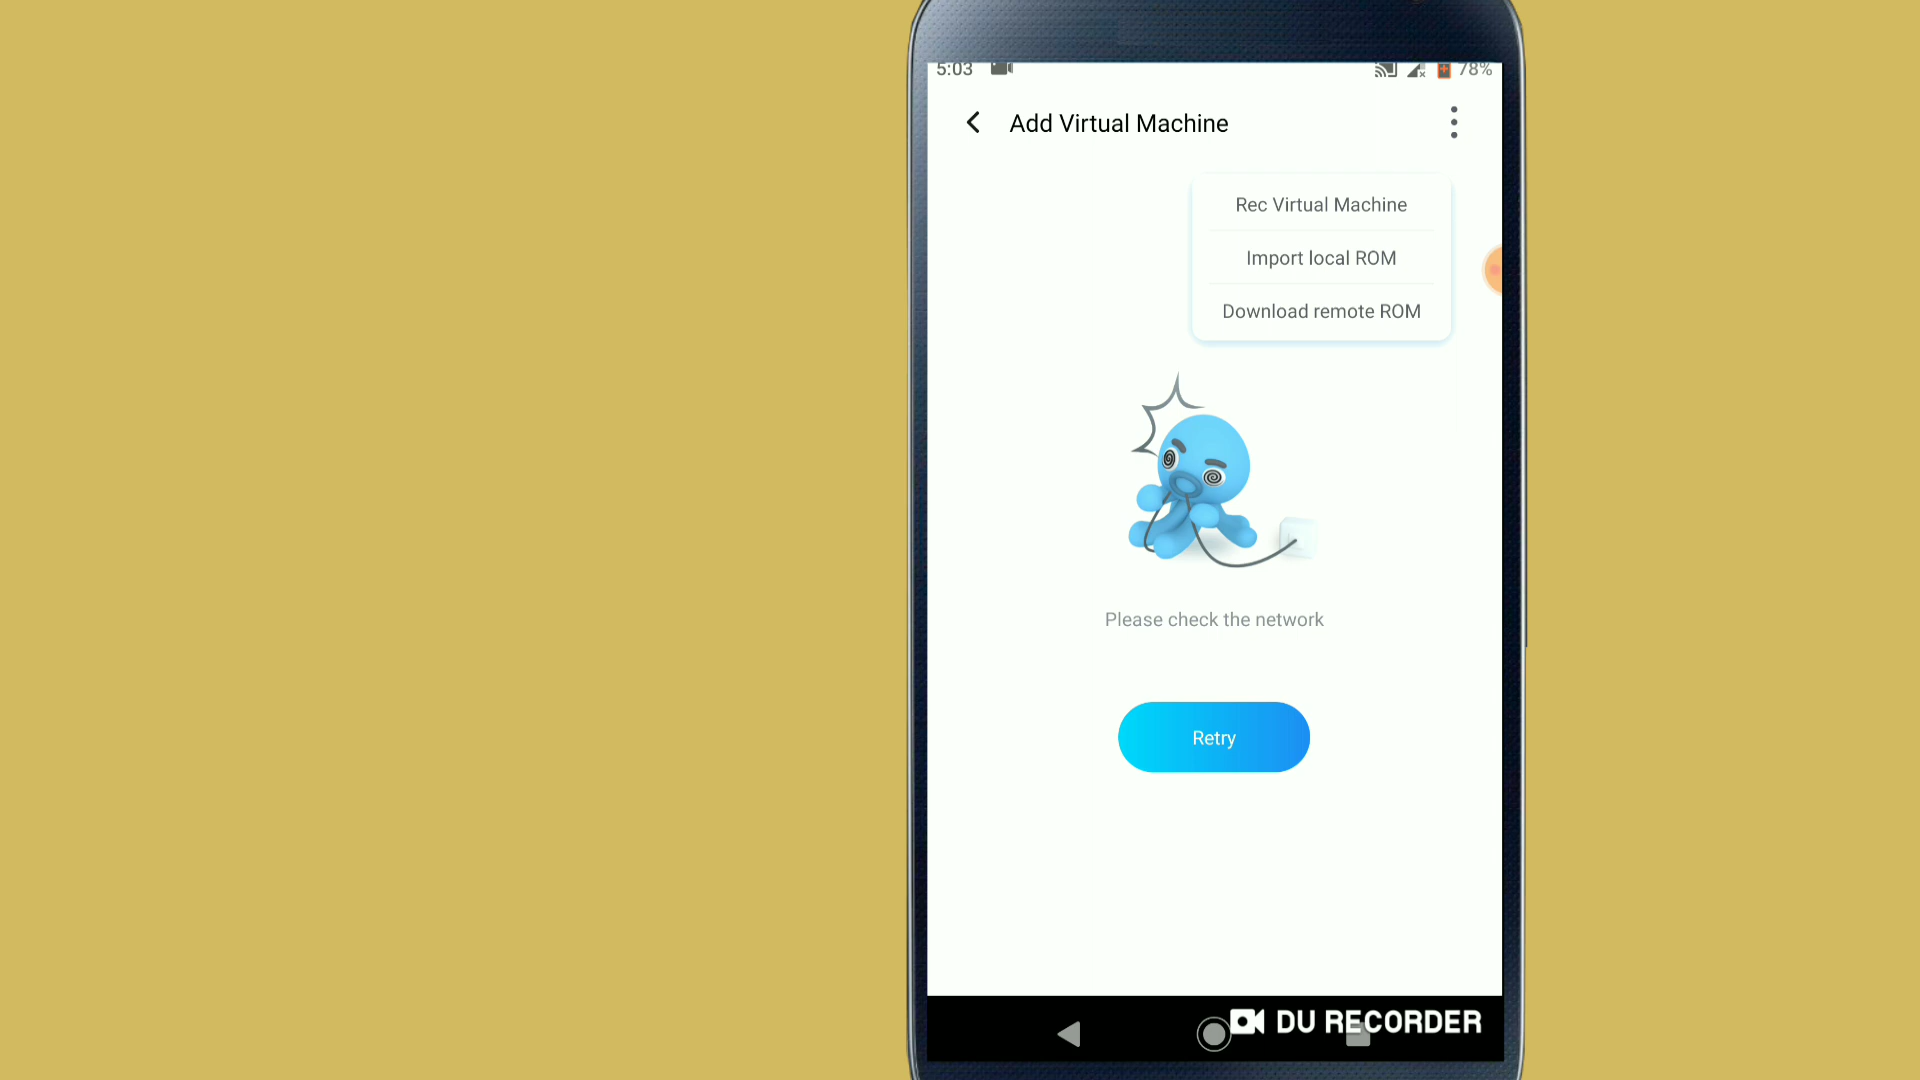 5:03
78%
Add Virtual Machine
Rec Virtual Machine
Import local ROM
Download remote ROM
Please check the network
Retry
DU RECORDER